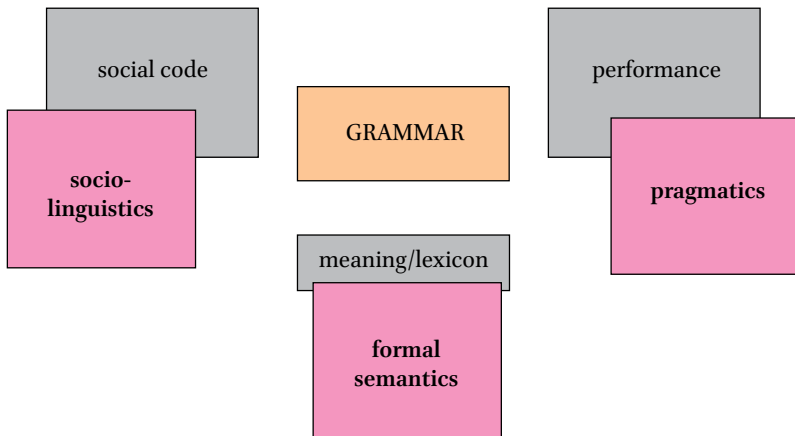 social code
performance
GRAMMAR
socio-
linguistics
pragmatics
meaning/lexicon
formal
semantics